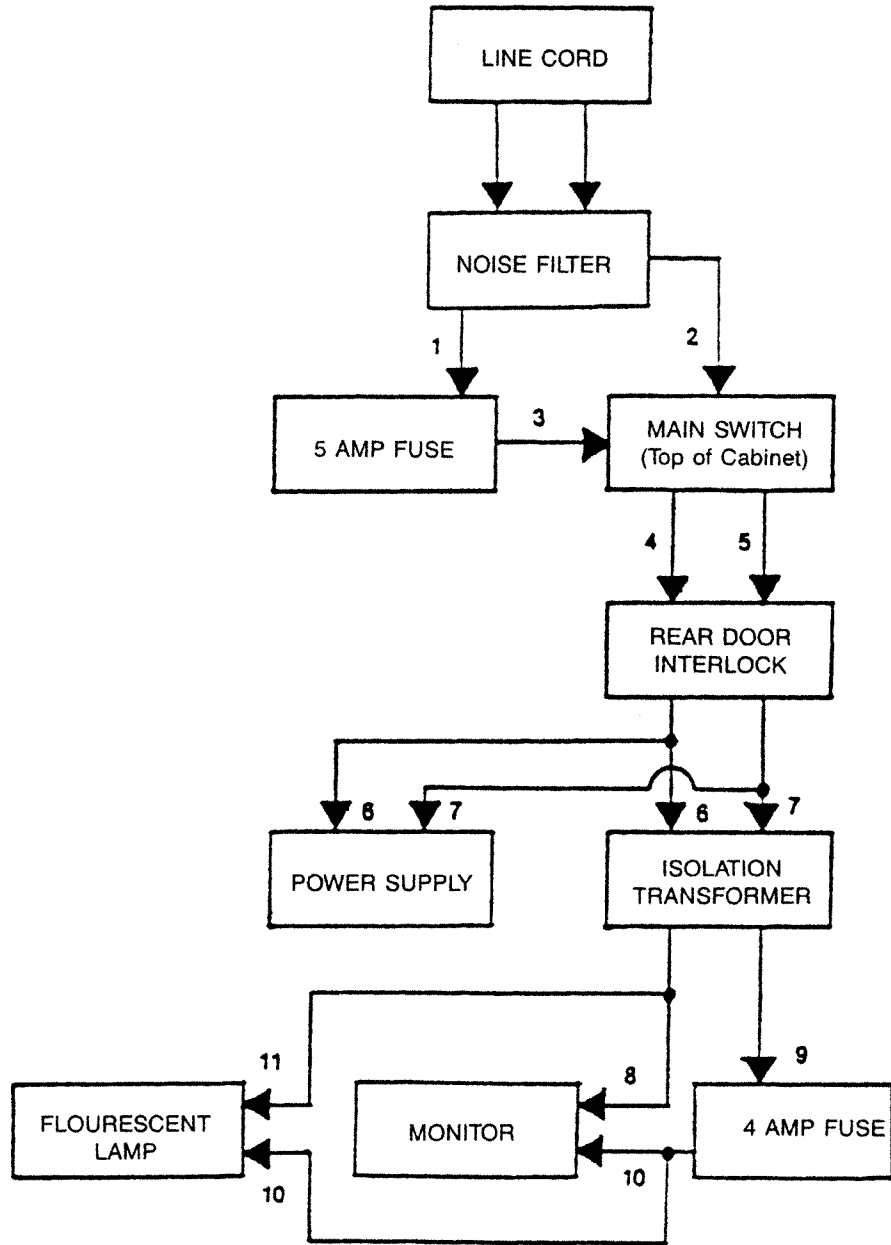 LINE CORD
NOISE FILTER
1
2
5 AMP FUSE
3
MAIN SWITCH
(Top of Cabinet)
4
5
REAR DOOR
INTERLOCK
6
7
6
7
POWER SUPPLY
ISOLATION
TRANSFORMER
11
8
9
FLOURESCENT
LAMP
MONITOR
4 AMP FUSE
10
10